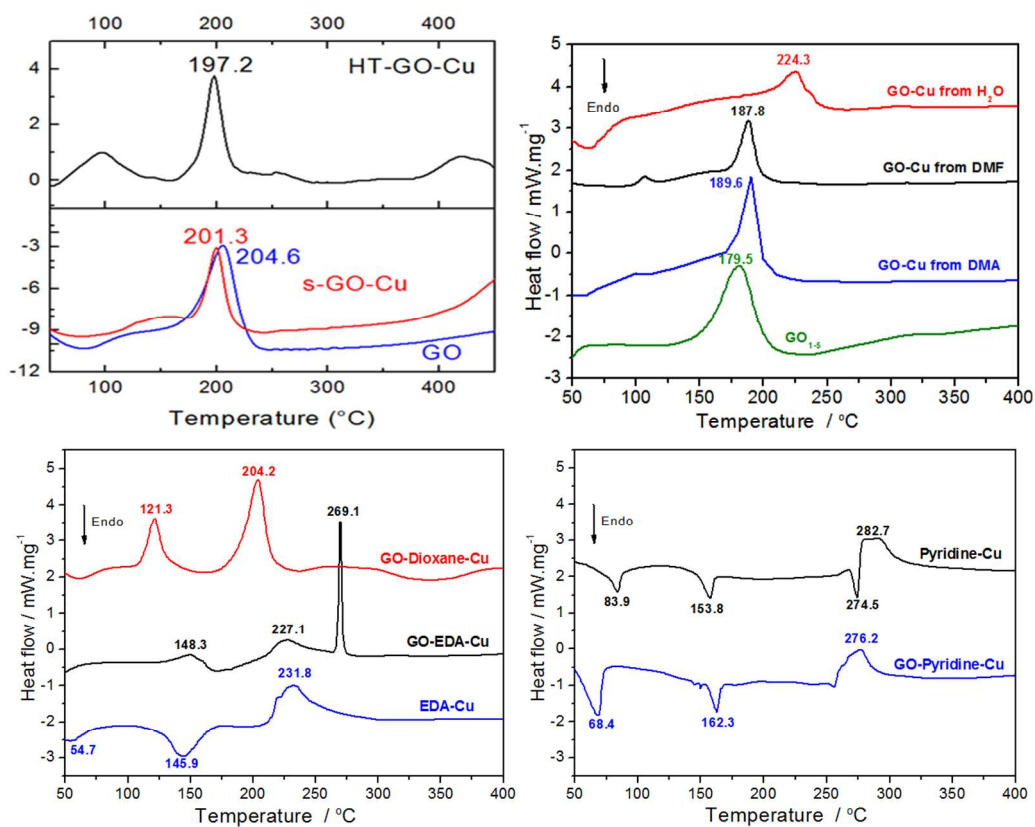 100 200 300 400
4
2
0
197.2
HT-GO-Cu
-3
-6
-9
-12
201.3
204.6
s-GO-Cu
GO
100 200 300 400
Temperature (°C)
5
4
3
2
1
0
-1
-2
-3
Heat flow / mW.mg⁻¹
Endo
224.3
GO-Cu from H₂O
187.8
GO-Cu from DMF
189.6
GO-Cu from DMA
179.5
GO₁₋₅
50 100 150 200 250 300 350 400
Temperature / °C
5
4
3
2
1
0
-1
-2
-3
Heat flow / mW.mg⁻¹
Endo
121.3
204.2
269.1
GO-Dioxane-Cu
148.3
227.1
GO-EDA-Cu
231.8
EDA-Cu
54.7
145.9
50 100 150 200 250 300 350 400
Temperature / °C
5
4
3
2
1
0
-1
-2
-3
Heat flow / mW.mg⁻¹
Endo
282.7
Pyridine-Cu
83.9
153.8
274.5
276.2
GO-Pyridine-Cu
68.4
162.3
50 100 150 200 250 300 350 400
Temperature / °C